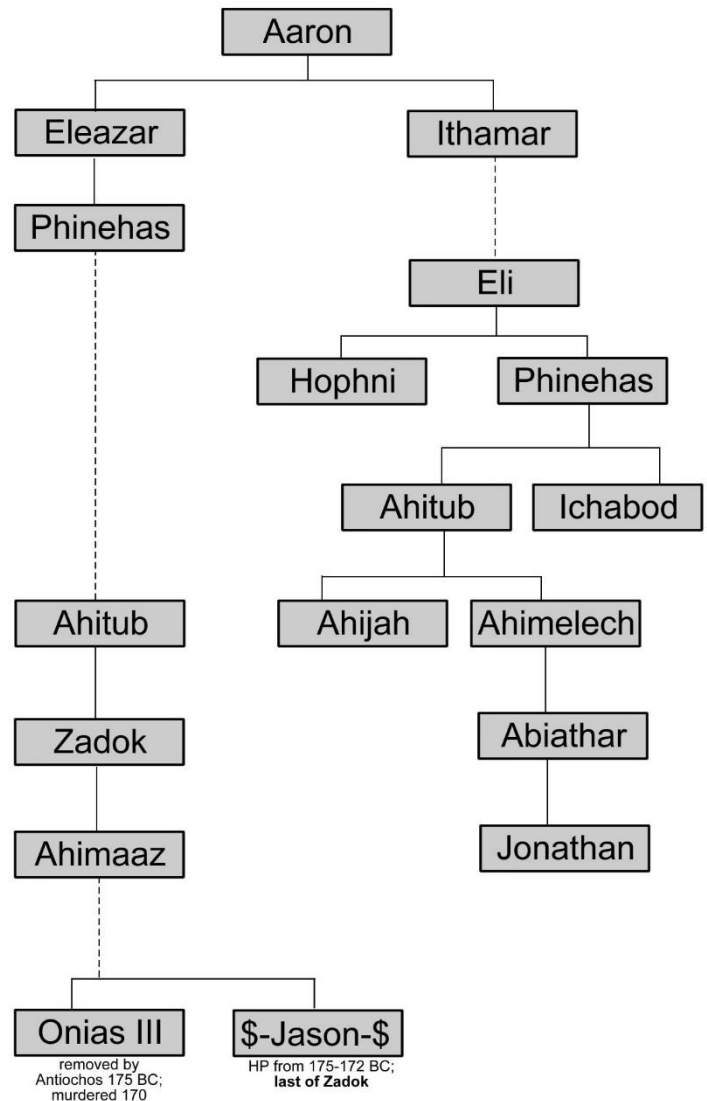 Aaron
Eleazar
Ithamar
Phinehas
Eli
Hophni
Phinehas
Ahitub
Ichabod
Ahitub
Ahijah
Ahimelech
Zadok
Abiathar
Ahimaaz
Jonathan
Onias III
removed by
Antiochos 175 BC;
murdered 170
$-Jason-$
HP from 175-172 BC;
last of Zadok